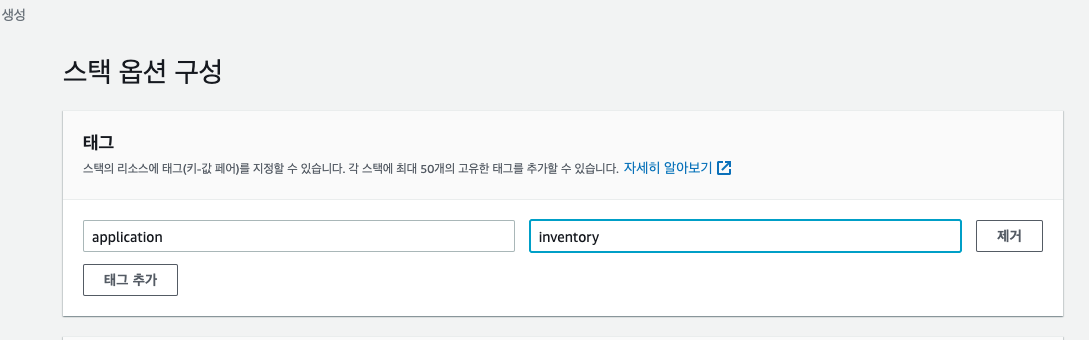 생성
스택 옵션 구성
태그
스택의 리소스에 태그(키-값 페어)를 지정할 수 있습니다. 각 스택에 최대 50개의 고유한 태그를 추가할 수 있습니다. 자세히 알아보기
application inventory 제거
태그 추가